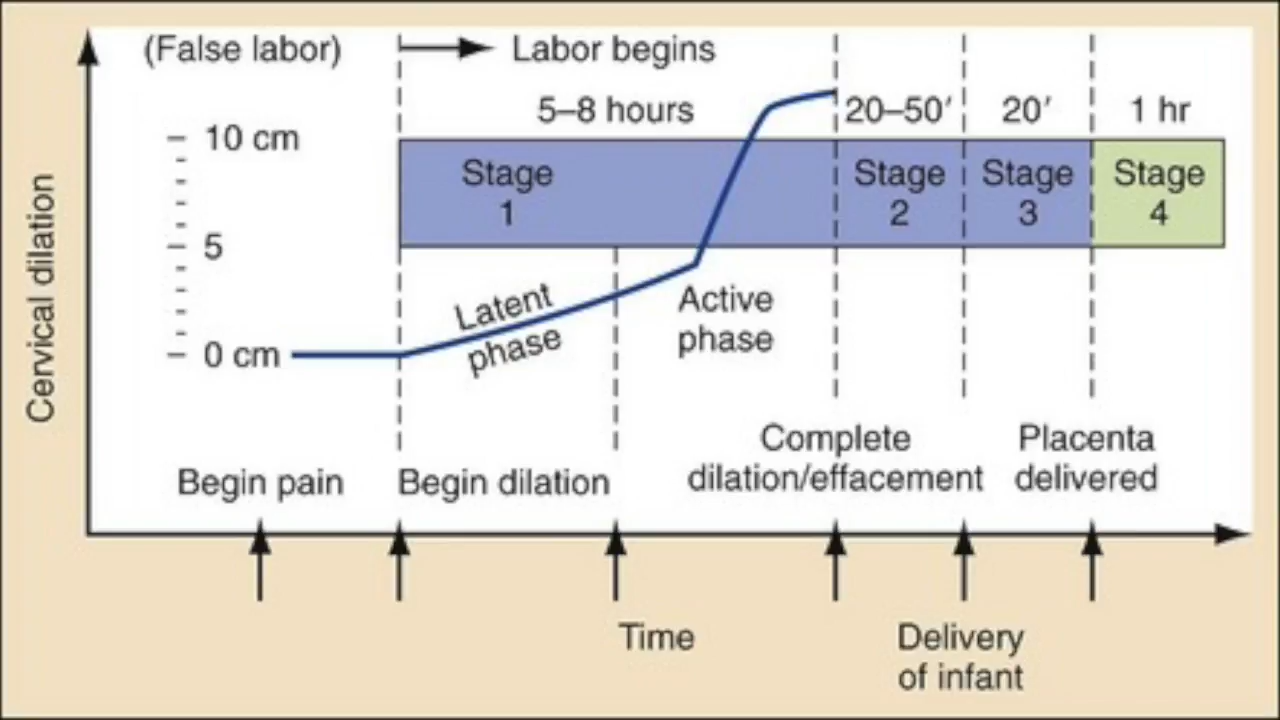 (False labor)
Labor begins
5–8 hours
20–50′
20′
1 hr
10 cm
5
0 cm
Cervical dilation
Stage
1
Stage
2
Stage
3
Stage
4
Latent
phase
Active
phase
Begin pain
Begin dilation
Complete
dilation/effacement
Placenta
delivered
Time
Delivery
of infant